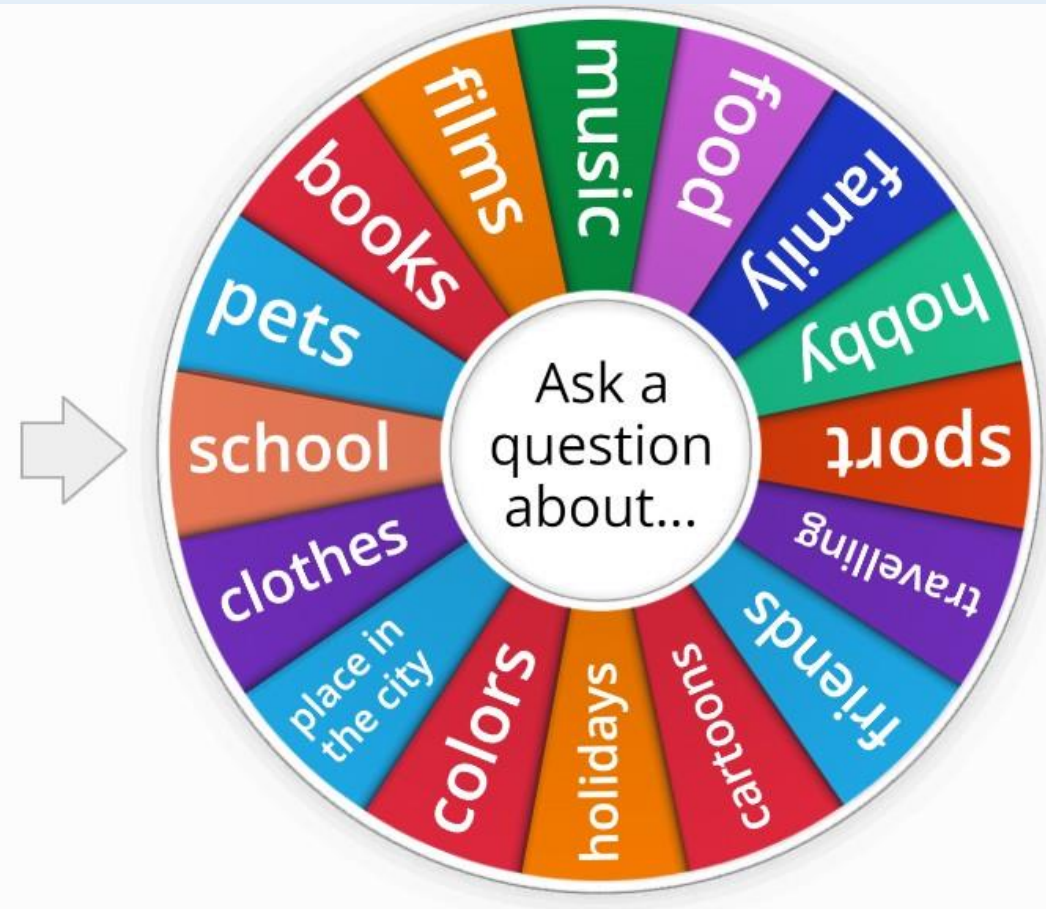 Ask a
question
about...
music
food
family
hobby
sport
travelling
friends
cartoons
holidays
colors
place in
the city
clothes
school
pets
books
films